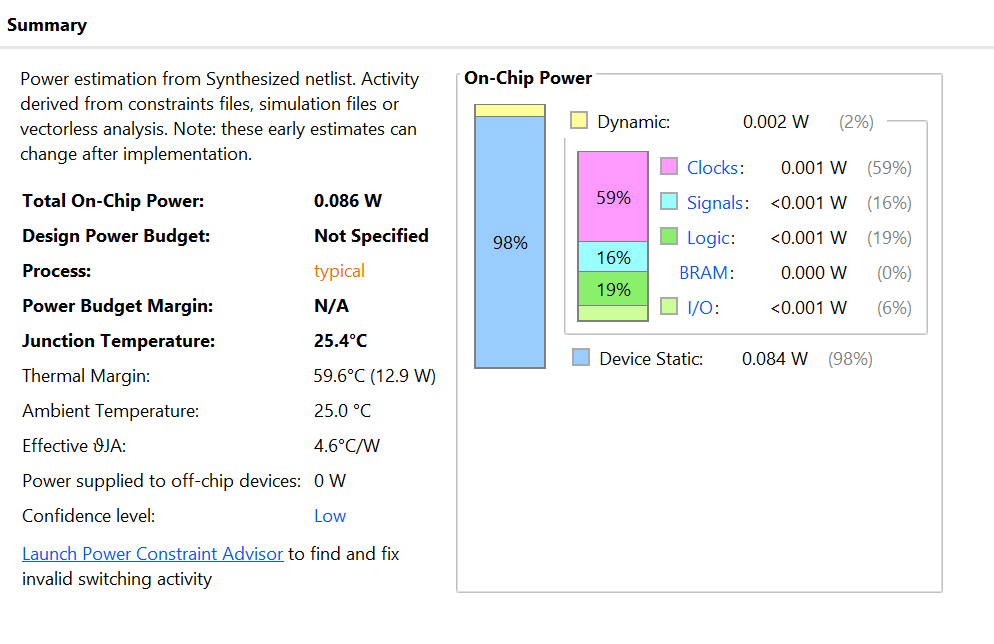 Summary
Power estimation from Synthesized netlist. Activity
derived from constraints files, simulation files or
vectorless analysis. Note: these early estimates can
change after implementation.
Total On-Chip Power: 0.086 W
Design Power Budget: Not Specified
Process: typical
Power Budget Margin: N/A
Junction Temperature: 25.4°C
Thermal Margin: 59.6°C (12.9 W)
Ambient Temperature: 25.0 °C
Effective ϑJA: 4.6°C/W
Power supplied to off-chip devices: 0 W
Confidence level: Low
Launch Power Constraint Advisor to find and fix
invalid switching activity
On-Chip Power
98%
Dynamic: 0.002 W (2%)
59%
16%
19%
Clocks: 0.001 W (59%)
Signals: <0.001 W (16%)
Logic: <0.001 W (19%)
BRAM: 0.000 W (0%)
I/O: <0.001 W (6%)
Device Static: 0.084 W (98%)